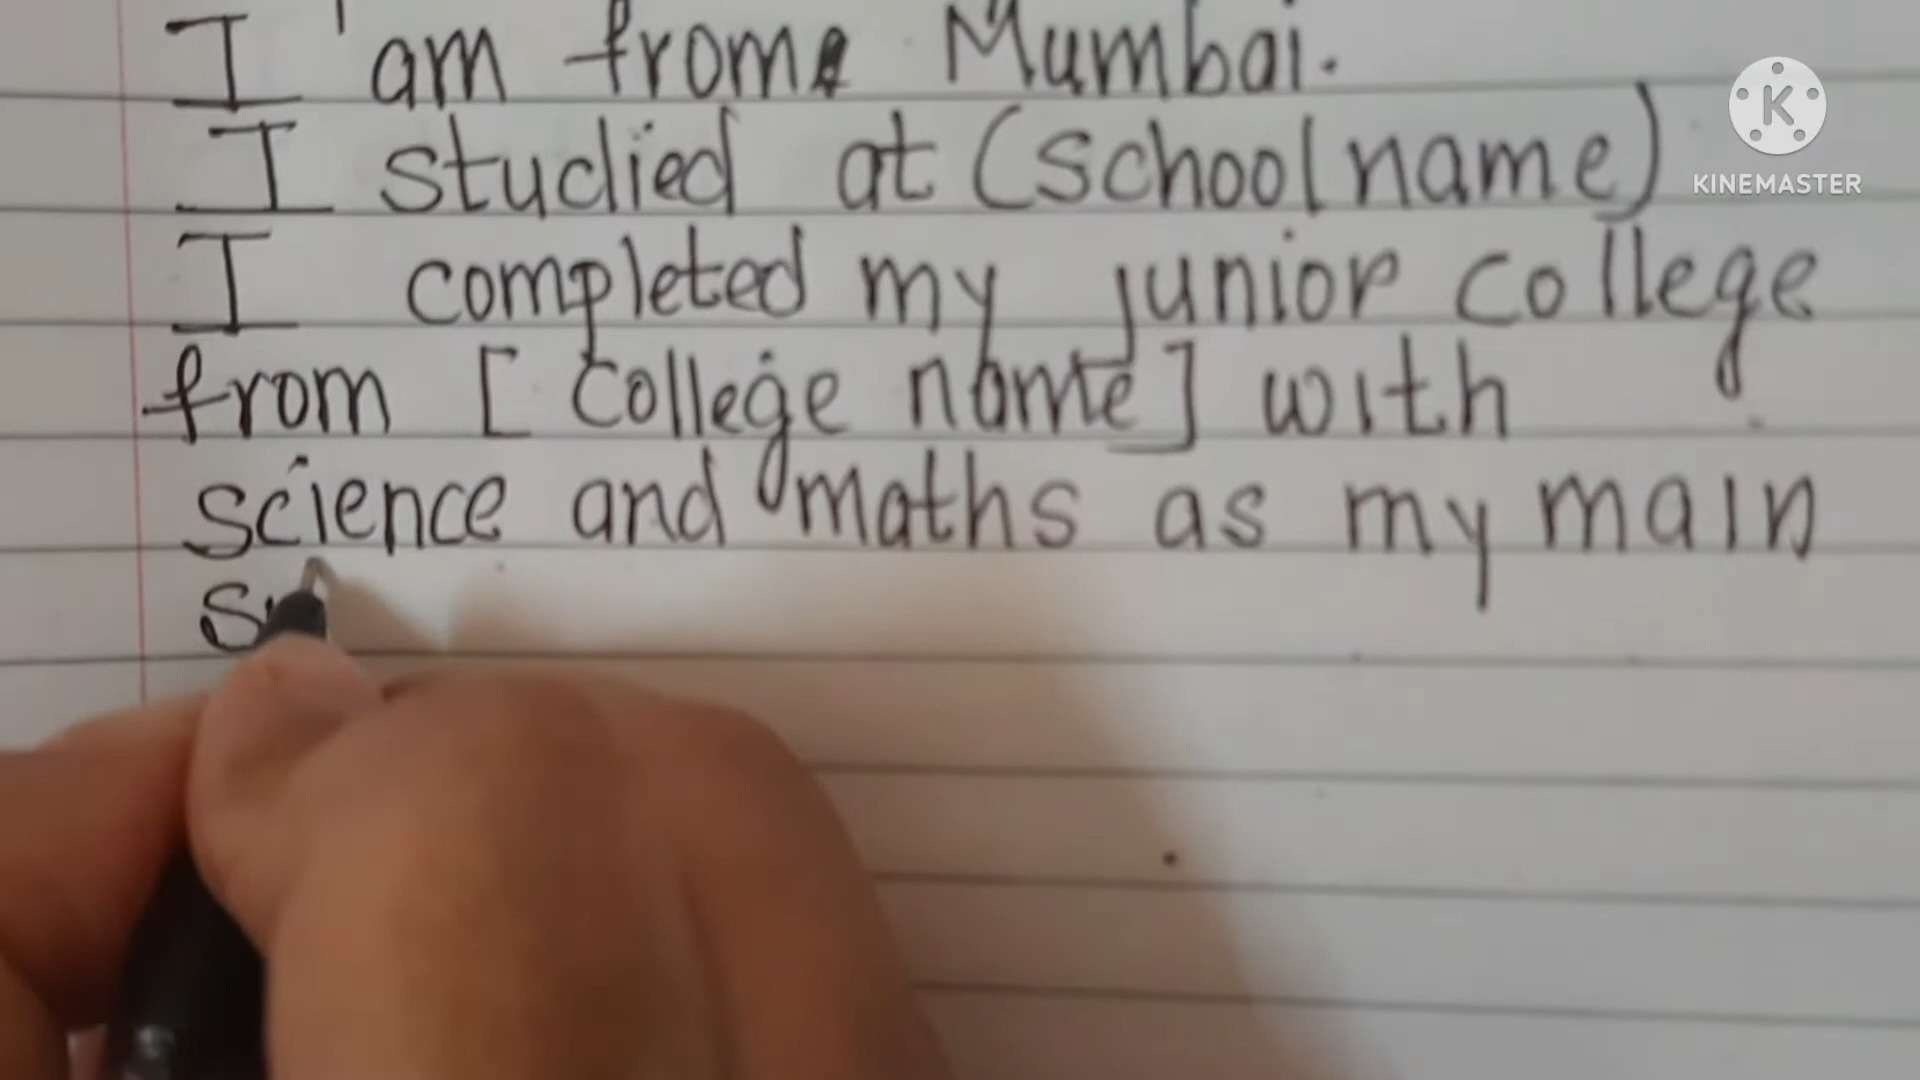 I am from Mumbai.
I studied at (school name)
I completed my junior college
from [college name] with
science and maths as my main
KINEMASTER